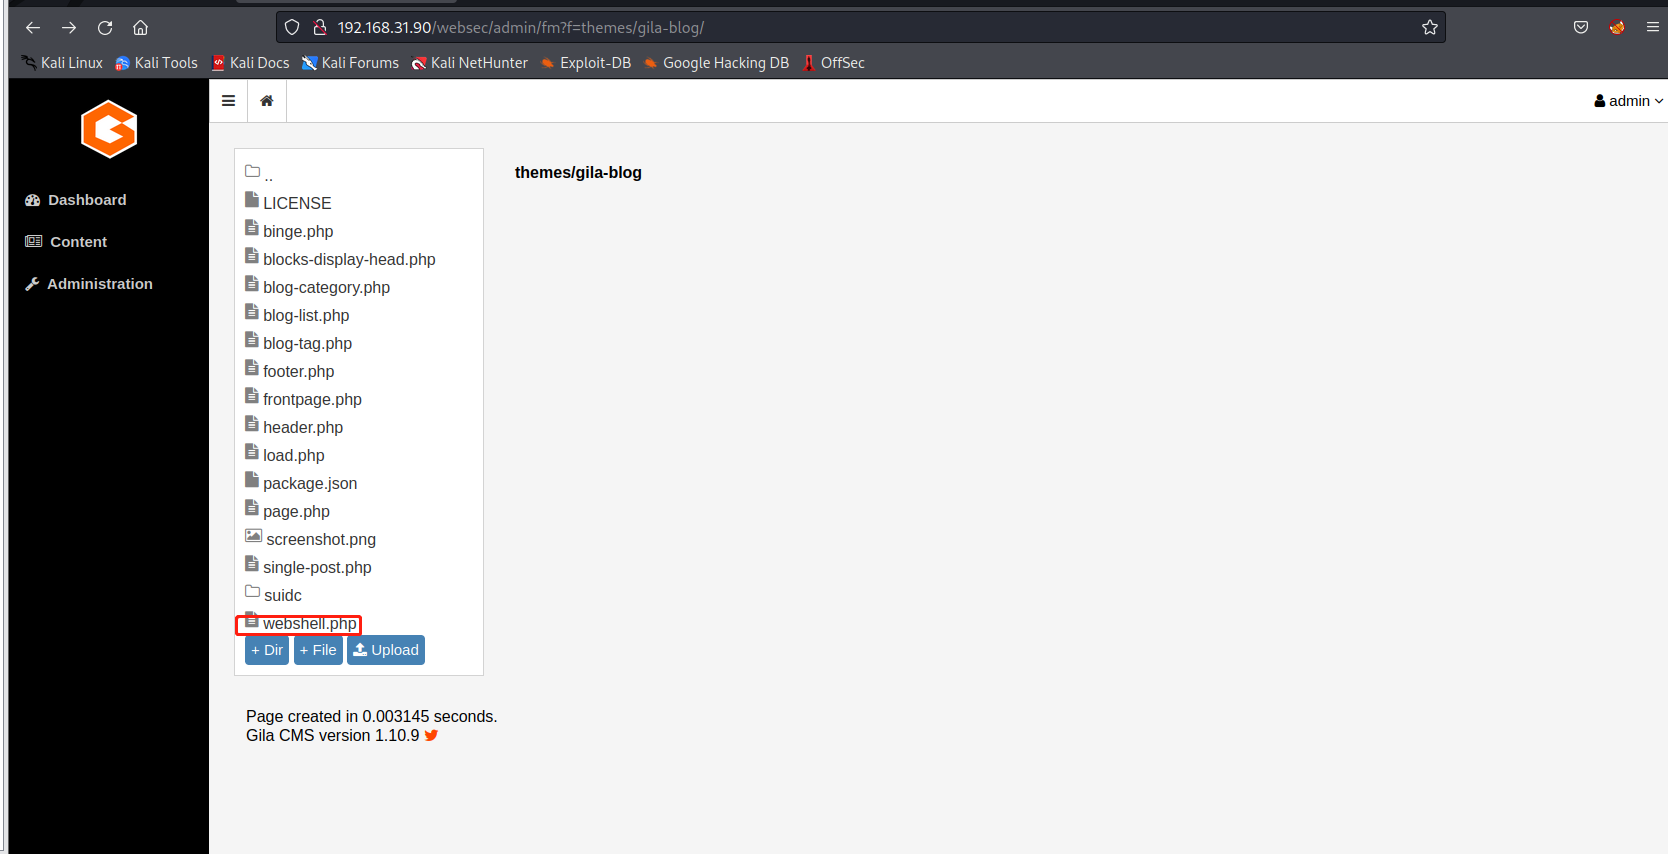 192.168.31.90/websec/admin/fm?f=themes/gila-blog/
Kali Linux Kali Tools Kali Docs Kali Forums Kali NetHunter Exploit-DB Google Hacking DB OffSec
admin
Dashboard
Content
Administration
..
LICENSE
binge.php
blocks-display-head.php
blog-category.php
blog-list.php
blog-tag.php
footer.php
frontpage.php
header.php
load.php
package.json
page.php
screenshot.png
single-post.php
suidc
webshell.php
+ Dir + File Upload
themes/gila-blog
Page created in 0.003145 seconds.
Gila CMS version 1.10.9